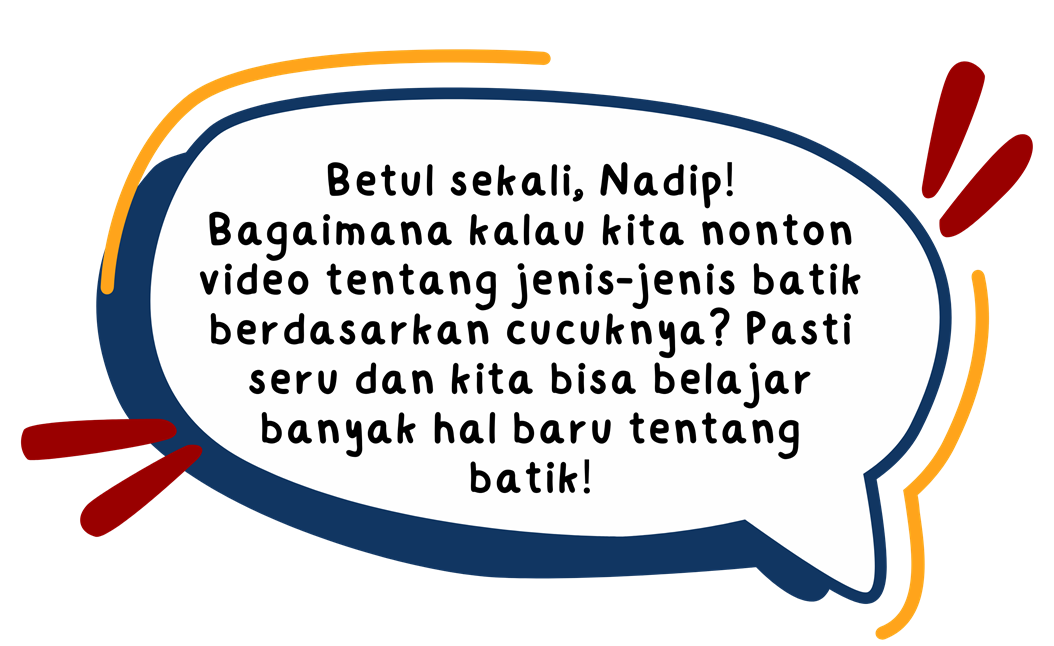 Betul sekali, Nadip!
Bagaimana kalau kita nonton
video tentang jenis-jenis batik
berdasarkan cucuknya? Pasti
seru dan kita bisa belajar
banyak hal baru tentang
batik!